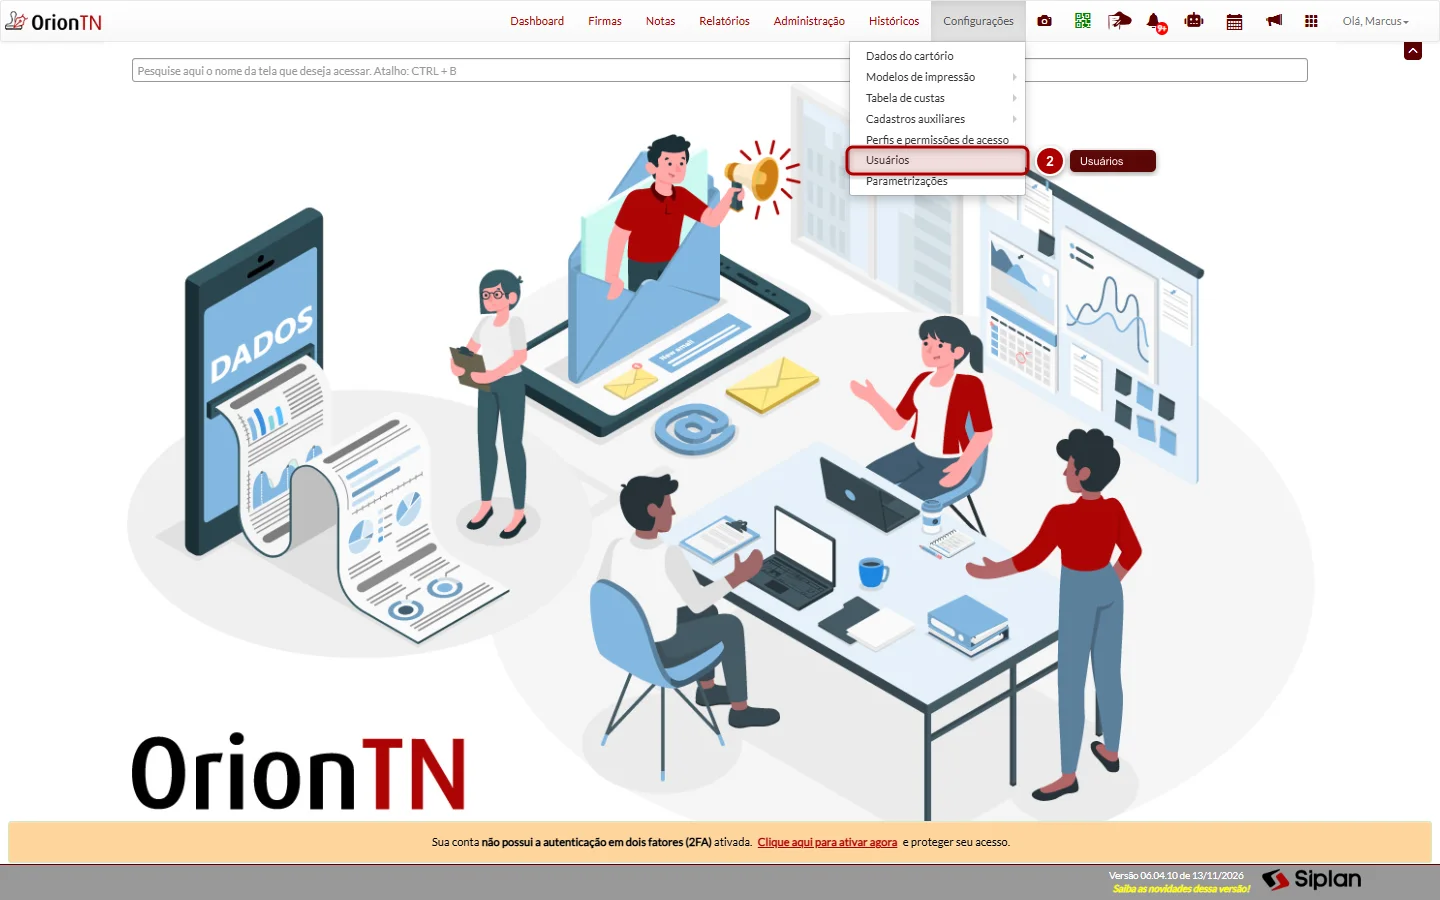 OrionTN
Dashboard
Firmas
Notas
Relatórios
Administração
Históricos
Configurações
9+
Olá, Marcus
Pesquise aqui o nome da tela que deseja acessar. Atalho: CTRL + B
Dados do cartório
Modelos de impressão
Tabela de custas
Cadastros auxiliares
Perfis e permissões de acesso
Usuários
2
Usuários
Parametrizações
DADOS
New email
@
OrionTN
Sua conta não possui a autenticação em dois fatores (2FA) ativada. Clique aqui para ativar agora e proteger seu acesso.
Versão 06.04.10 de 13/11/2026
Saiba as novidades dessa versão!
Siplan